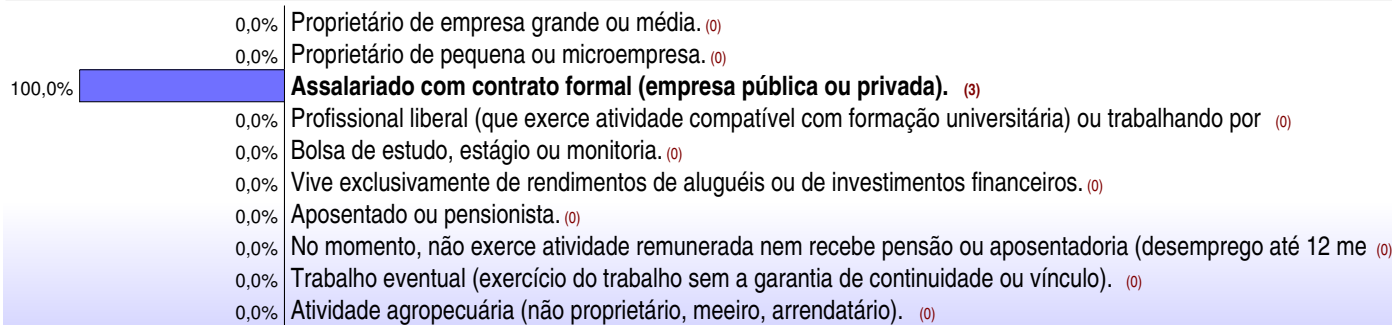 0,0% Proprietário de empresa grande ou média. (0)
0,0% Proprietário de pequena ou microempresa. (0)
100,0% Assalariado com contrato formal (empresa pública ou privada). (3)
0,0% Profissional liberal (que exerce atividade compatível com formação universitária) ou trabalhando por (0)
0,0% Bolsa de estudo, estágio ou monitoria. (0)
0,0% Vive exclusivamente de rendimentos de aluguéis ou de investimentos financeiros. (0)
0,0% Aposentado ou pensionista. (0)
0,0% No momento, não exerce atividade remunerada nem recebe pensão ou aposentadoria (desemprego até 12 me (0)
0,0% Trabalho eventual (exercício do trabalho sem a garantia de continuidade ou vínculo). (0)
0,0% Atividade agropecuária (não proprietário, meeiro, arrendatário). (0)